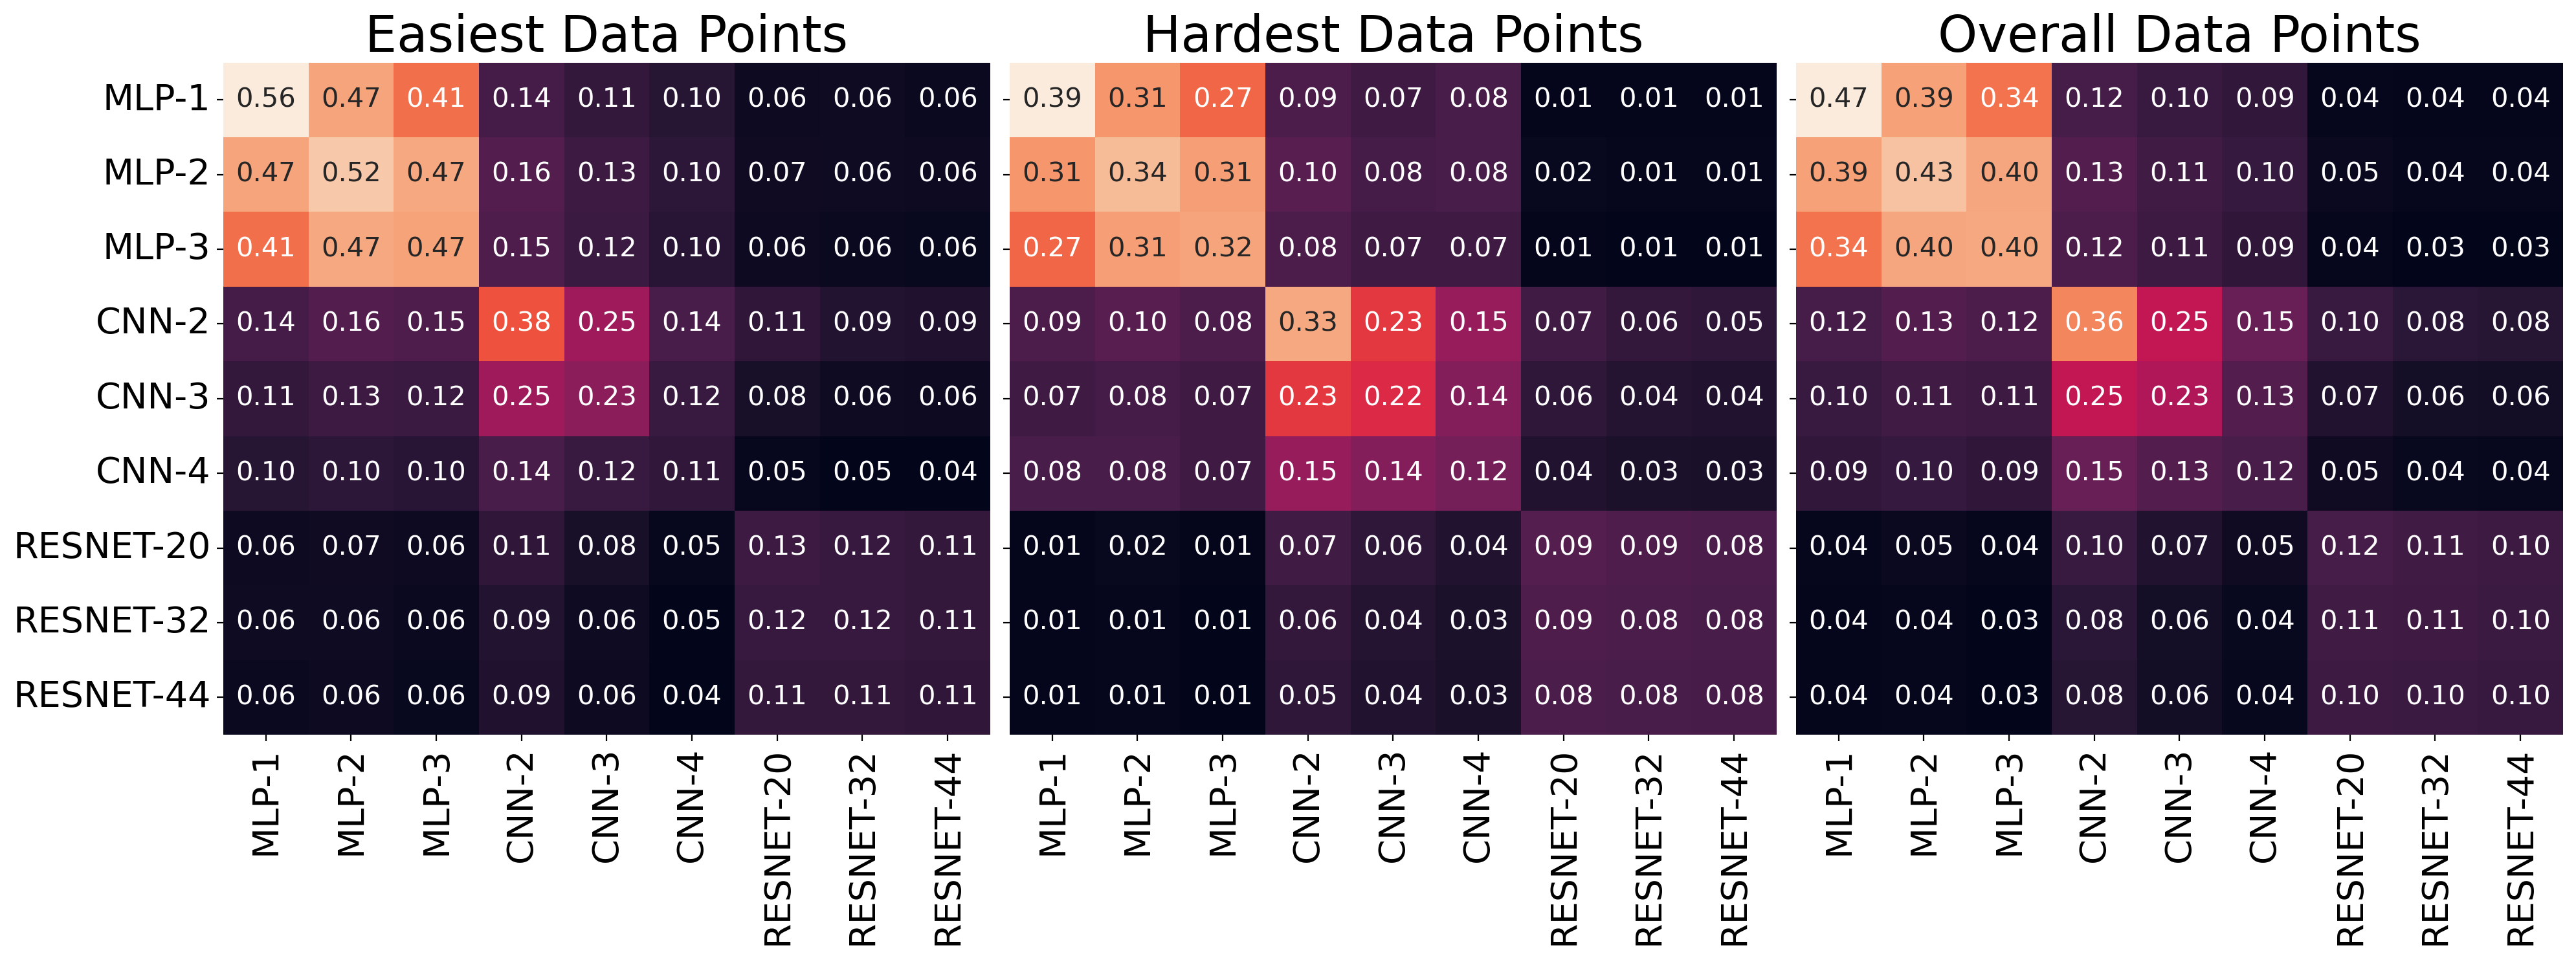 Easiest Data Points Hardest Data Points Overall Data Points
MLP-1 0.56 0.47 0.41 0.14 0.11 0.10 0.06 0.06 0.06 0.39 0.31 0.27 0.09 0.07 0.08 0.01 0.01 0.01 0.47 0.39 0.34 0.12 0.10 0.09 0.04 0.04 0.04
MLP-2 0.47 0.52 0.47 0.16 0.13 0.10 0.07 0.06 0.06 0.31 0.34 0.31 0.10 0.08 0.08 0.02 0.01 0.01 0.39 0.43 0.40 0.13 0.11 0.10 0.05 0.04 0.04
MLP-3 0.41 0.47 0.47 0.15 0.12 0.10 0.06 0.06 0.06 0.27 0.31 0.32 0.08 0.07 0.07 0.01 0.01 0.01 0.34 0.40 0.40 0.12 0.11 0.09 0.04 0.03 0.03
CNN-2 0.14 0.16 0.15 0.38 0.25 0.14 0.11 0.09 0.09 0.09 0.10 0.08 0.33 0.23 0.15 0.07 0.06 0.05 0.12 0.13 0.12 0.36 0.25 0.15 0.10 0.08 0.08
CNN-3 0.11 0.13 0.12 0.25 0.23 0.12 0.08 0.06 0.06 0.07 0.08 0.07 0.23 0.22 0.14 0.06 0.04 0.04 0.10 0.11 0.11 0.25 0.23 0.13 0.07 0.06 0.06
CNN-4 0.10 0.10 0.10 0.14 0.12 0.11 0.05 0.05 0.04 0.08 0.08 0.07 0.15 0.14 0.12 0.04 0.03 0.03 0.09 0.10 0.09 0.15 0.13 0.12 0.05 0.04 0.04
RESNET-20 0.06 0.07 0.06 0.11 0.08 0.05 0.13 0.12 0.11 0.01 0.02 0.01 0.07 0.06 0.04 0.09 0.09 0.08 0.04 0.05 0.04 0.10 0.07 0.05 0.12 0.11 0.10
RESNET-32 0.06 0.06 0.06 0.09 0.06 0.05 0.12 0.12 0.11 0.01 0.01 0.01 0.06 0.04 0.03 0.09 0.08 0.08 0.04 0.04 0.03 0.08 0.06 0.04 0.11 0.11 0.10
RESNET-44 0.06 0.06 0.06 0.09 0.06 0.04 0.11 0.11 0.11 0.01 0.01 0.01 0.05 0.04 0.03 0.08 0.08 0.08 0.04 0.04 0.03 0.08 0.06 0.04 0.10 0.10 0.10
MLP-1 MLP-2 MLP-3 CNN-2 CNN-3 CNN-4 RESNET-20 RESNET-32 RESNET-44 MLP-1 MLP-2 MLP-3 CNN-2 CNN-3 CNN-4 RESNET-20 RESNET-32 RESNET-44 MLP-1 MLP-2 MLP-3 CNN-2 CNN-3 CNN-4 RESNET-20 RESNET-32 RESNET-44